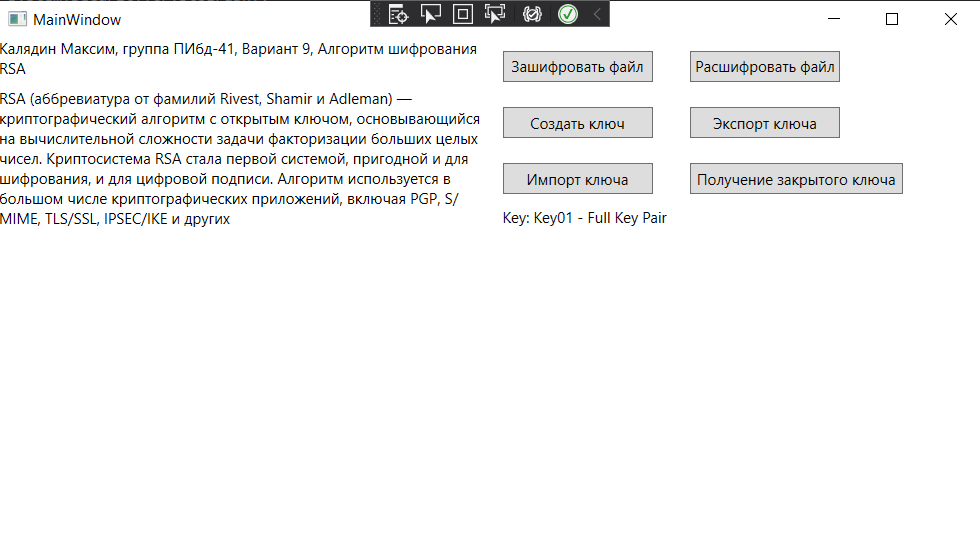 MainWindow
Калядин Максим, группа ПИбд-41, Вариант 9, Алгоритм шифрования
RSA
RSA (аббревиатура от фамилий Rivest, Shamir и Adleman) —
криптографический алгоритм с открытым ключом, основывающийся
на вычислительной сложности задачи факторизации больших целых
чисел. Криптосистема RSA стала первой системой, пригодной и для
шифрования, и для цифровой подписи. Алгоритм используется в
большом числе криптографических приложений, включая PGP, S/
MIME, TLS/SSL, IPSEC/IKE и других
Зашифровать файл
Расшифровать файл
Создать ключ
Экспорт ключа
Импорт ключа
Получение закрытого ключа
Key: Key01 - Full Key Pair